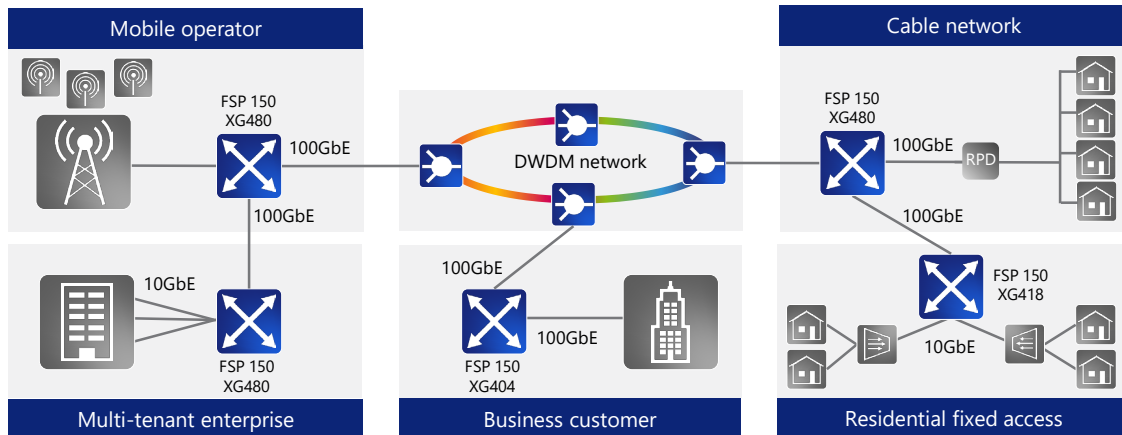 Mobile operator
FSP 150
XG480
100GbE
100GbE
10GbE
FSP 150
XG480
Multi-tenant enterprise
DWDM network
100GbE
100GbE
FSP 150
XG404
Business customer
Cable network
FSP 150
XG480
100GbE
RPD
100GbE
FSP 150
XG418
10GbE
Residential fixed access